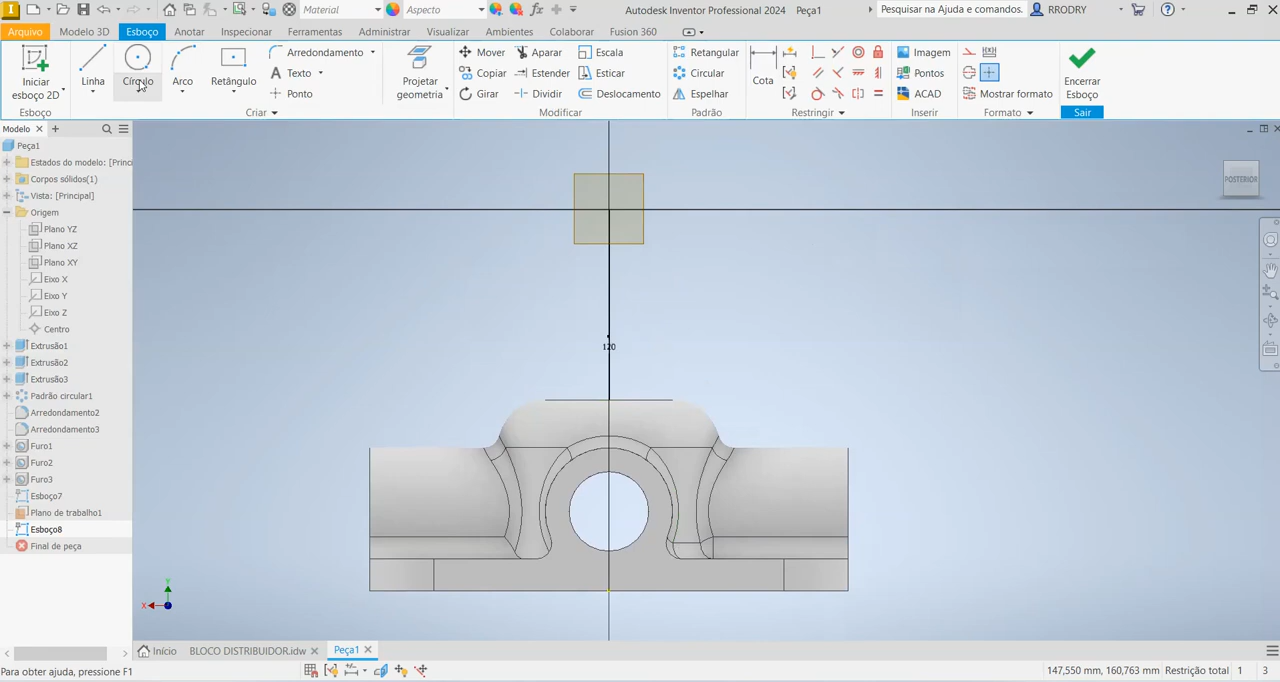 Material
Aspecto
Autodesk Inventor Professional 2024
Peça1
Pesquisar na Ajuda e comandos.
RRODRY
Arquivo
Modelo 3D
Esboço
Anotar
Inspecionar
Ferramentas
Administrar
Visualizar
Ambientes
Colaborar
Fusion 360
Iniciar
esboço 2D
Linha
Círculo
Arco
Retângulo
Arredondamento
Texto
Ponto
Projetar
geometria
Mover
Copiar
Girar
Aparar
Estender
Dividir
Escala
Esticar
Deslocamento
Retangular
Circular
Espelhar
Cota
Imagem
Pontos
ACAD
Mostrar formato
Encerrar
Esboço
Esboço
Criar
Modificar
Padrão
Restringir
Inserir
Formato
Sair
Modelo
Peça1
Estados do modelo: [Princ
Corpos sólidos(1)
Vista: [Principal]
Origem
Plano YZ
Plano XZ
Plano XY
Eixo X
Eixo Y
Eixo Z
Centro
Extrusão1
Extrusão2
Extrusão3
Padrão circular1
Arredondamento2
Arredondamento3
Furo1
Furo2
Furo3
Esboço7
Plano de trabalho1
Esboço8
Final de peça
POSTERIOR
120
Y
X
Início
BLOCO DISTRIBUIDOR.idw
Peça1
Para obter ajuda, pressione F1
147,550 mm, 160,763 mm
Restrição total
1
3